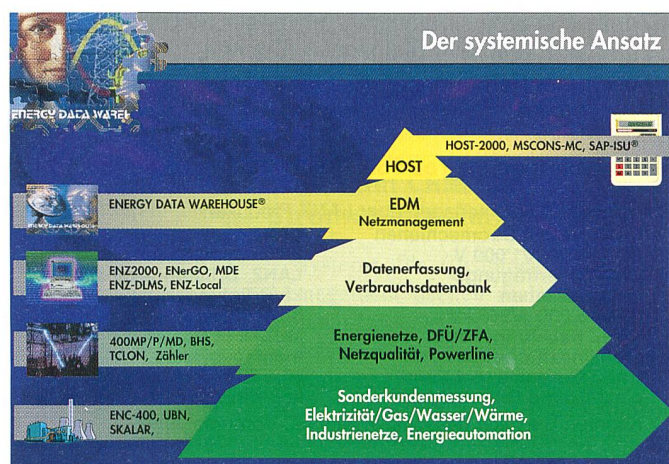 Der systemische Ansatz
ENERGY DATA WAREH
HOST-2000, MSCONS-MC, SAP-ISU®
HOST
ENERGY DATA WAREHOUSE®
EDM
Netzmanagement
ENZ2000, ENerGO, MDE
ENZ-DLMS, ENZ-Local
Datenerfassung,
Verbrauchsdatenbank
400MP/P/MD, BHS,
TCLON, Zähler
Energienetze, DFÜ/ZFA,
Netzqualität, Powerline
ENC-400, UBN,
SKALAR,
Sonderkundenmessung,
Elektrizität/Gas/Wasser/Wärme,
Industrienetze, Energieautomation